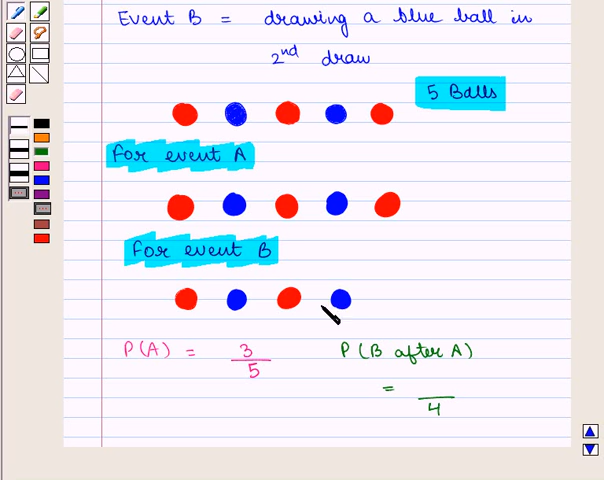 Event B = drawing a blue ball in
2nd draw
5 Balls
For event A
For event B
P(A) = 3/5
P(B after A)
= /4